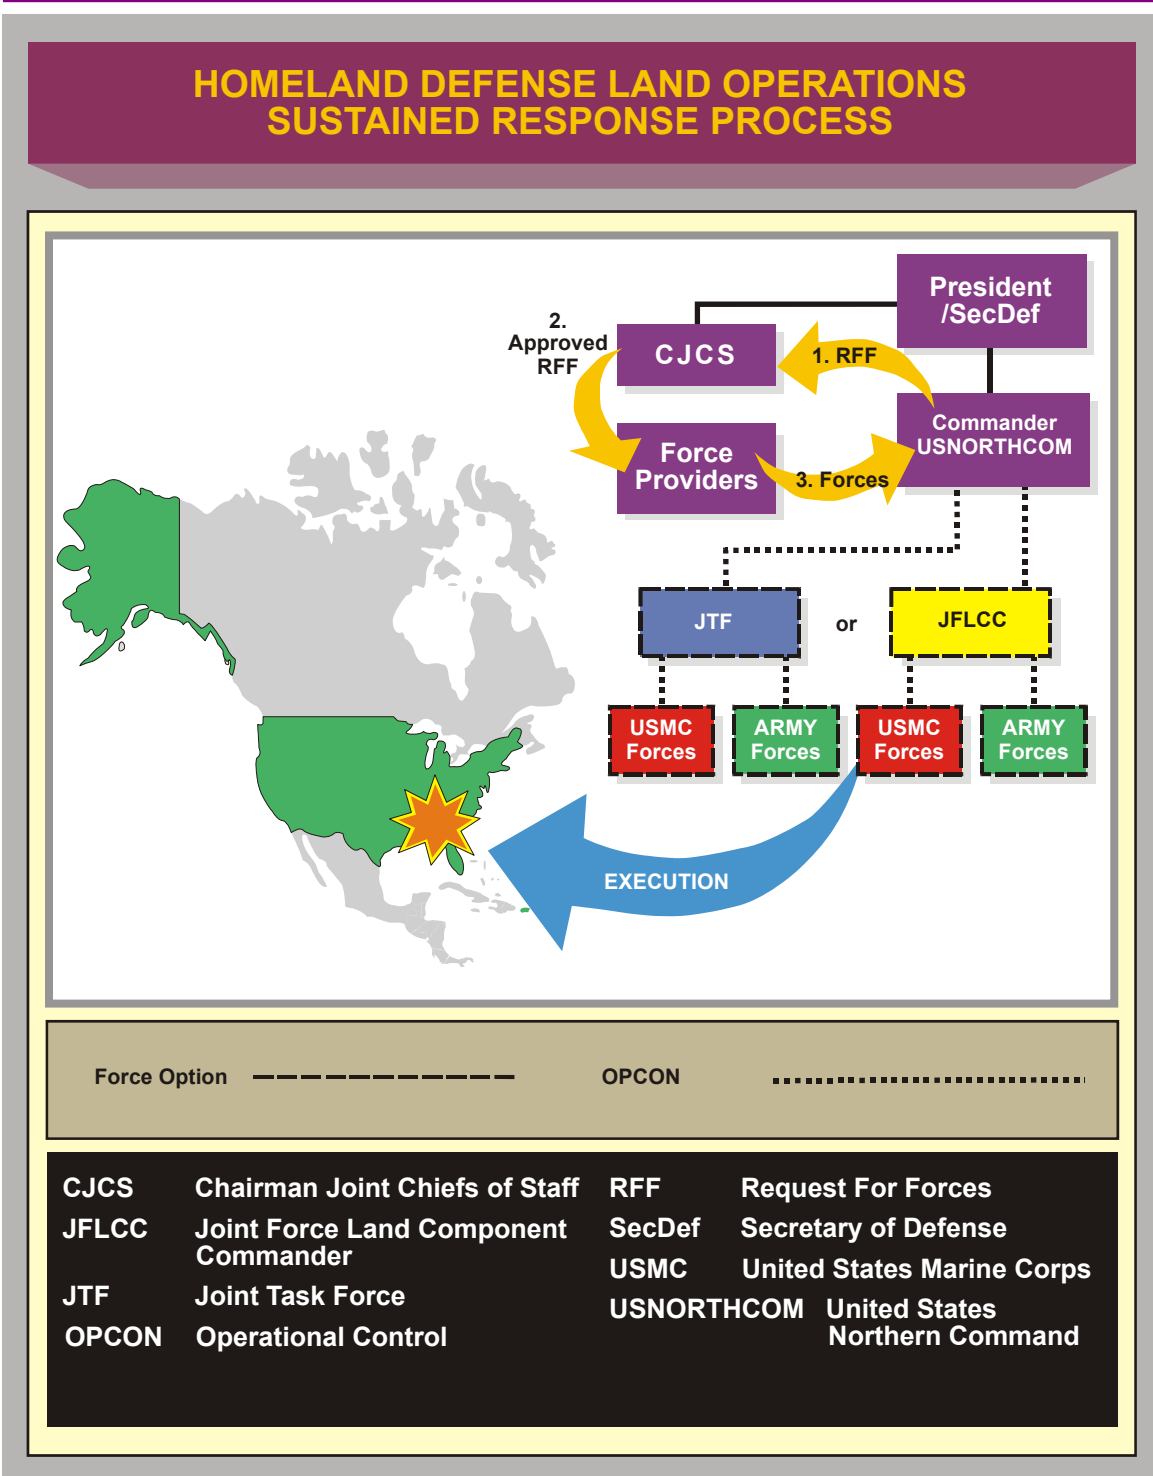 HOMELAND DEFENSE LAND OPERATIONS
SUSTAINED RESPONSE PROCESS
President
/SecDef
2.
Approved
RFF
CJCS
1. RFF
Commander
USNORTHCOM
Force
Providers
3. Forces
JTF
or
JFLCC
USMC
Forces
ARMY
Forces
USMC
Forces
ARMY
Forces
EXECUTION
Force Option
OPCON
CJCS Chairman Joint Chiefs of Staff
JFLCC Joint Force Land Component
Commander
JTF Joint Task Force
OPCON Operational Control
RFF Request For Forces
SecDef Secretary of Defense
USMC United States Marine Corps
USNORTHCOM United States
Northern Command